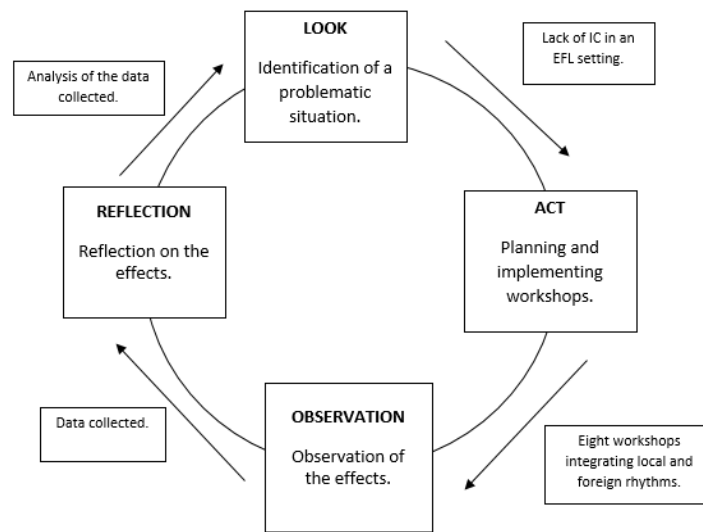 LOOK
Identification of a
problematic
situation.
Lack of IC in an
EFL setting.
Analysis of the data
collected.
REFLECTION
Reflection on the
effects.
ACT
Planning and
implementing
workshops.
Data collected.
OBSERVATION
Observation of
the effects.
Eight workshops
integrating local and
foreign rhythms.